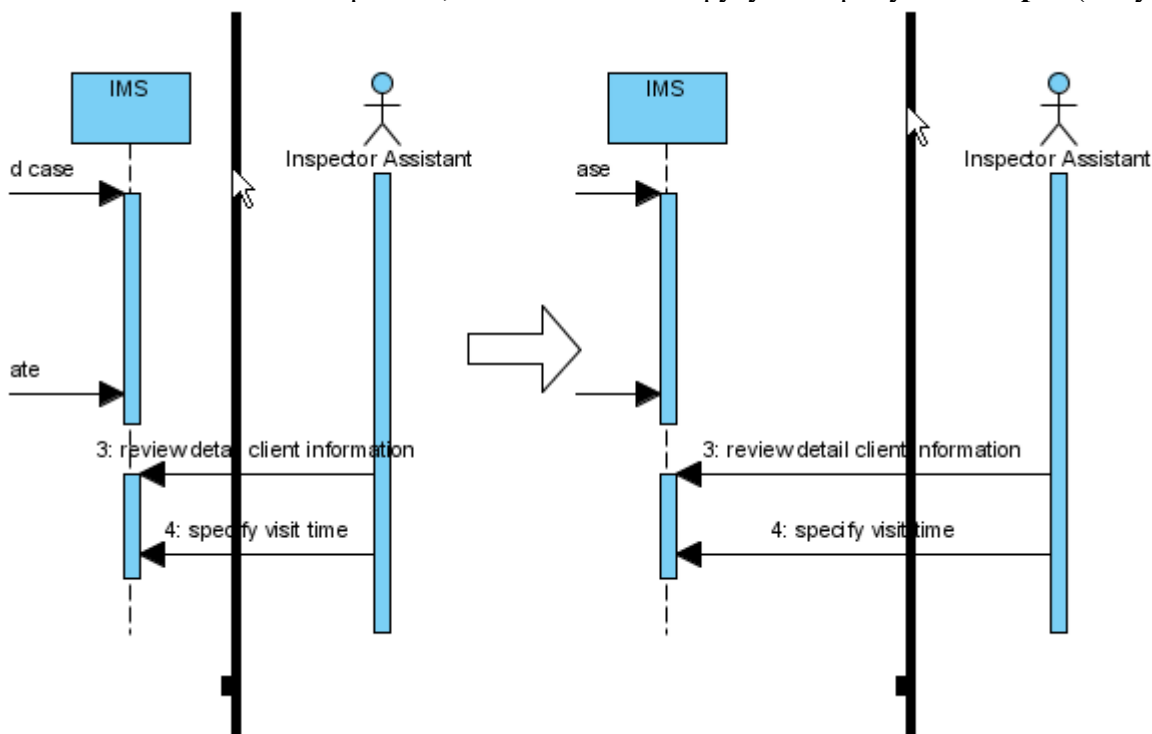 IMS
Inspector Assistant
d case
ate
3: review detail client information
4: specify visit time
IMS
Inspector Assistant
ase
3: review detail client nformation
4: specify visit time